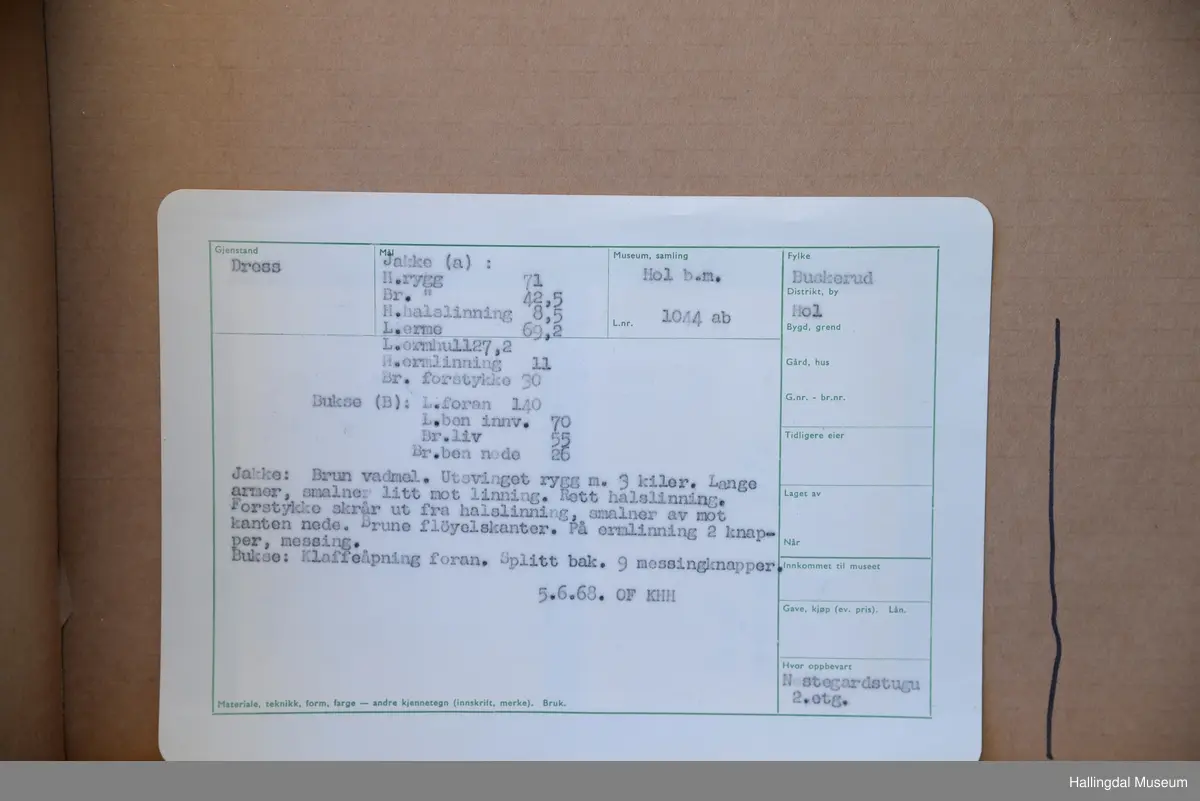 Gjenstand
Dress
Mål
Jakke (a) :
H.rygg 71
Br. " 42,5
H.halslinning 8,5
L.erme 69,2
L.ermhull27,2
H.ermlinning 11
Br. forstykke 30
Bukse (B): L.foran 140
L.ben innv. 70
Br.liv 55
Br.ben nede 26
Museum, samling
Hol b.m.
L.nr. 1044 ab
Fylke
Buskerud
Distrikt, by
Hol
Bygd, grend
Gård, hus
G.nr. - br.nr.
Tidligere eier
Laget av
Når
Innkommet til museet
Gave, kjøp (ev. pris). Lån.
Hvor oppbevart
N stegardstugu
2.etg.
Jakke: Brun vadmel. Utsvinget rygg m. 3 kiler. Lange
armer, smalner litt mot linning. Rett halslinning.
Forstykke skrår ut fra halslinning, smalner av mot
kanten nede. Brune flöyelskanter. På ermlinning 2 knap-
per, messing.
Bukse: Klaffeåpning foran. Splitt bak. 9 messingknapper.
5.6.68. OF KHH
Materiale, teknikk, form, farge — andre kjennetegn (innskrift, merke). Bruk.
Hallingdal Museum